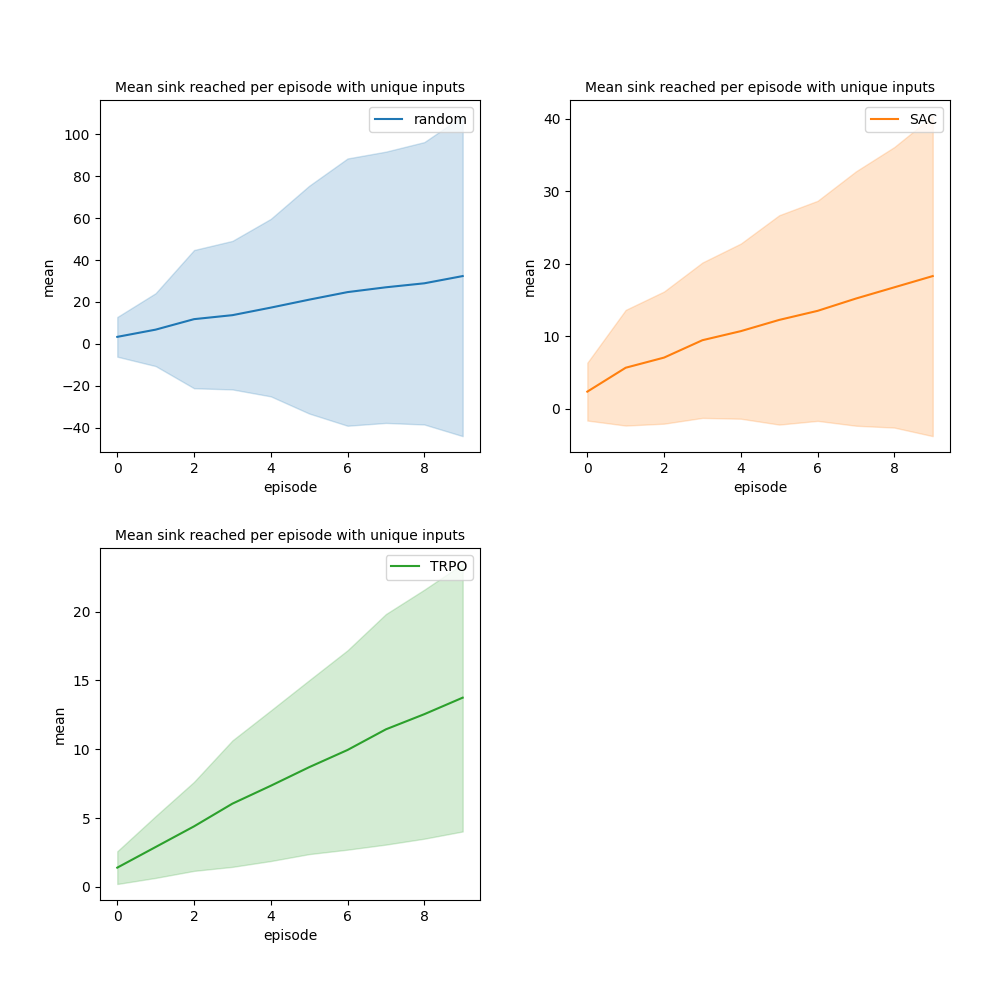 Mean sink reached per episode with unique inputs
random
100
80
60
40
20
0
−20
−40
mean
0 2 4 6 8
episode
Mean sink reached per episode with unique inputs
SAC
40
30
20
10
0
mean
0 2 4 6 8
episode
Mean sink reached per episode with unique inputs
TRPO
20
15
10
5
0
mean
0 2 4 6 8
episode